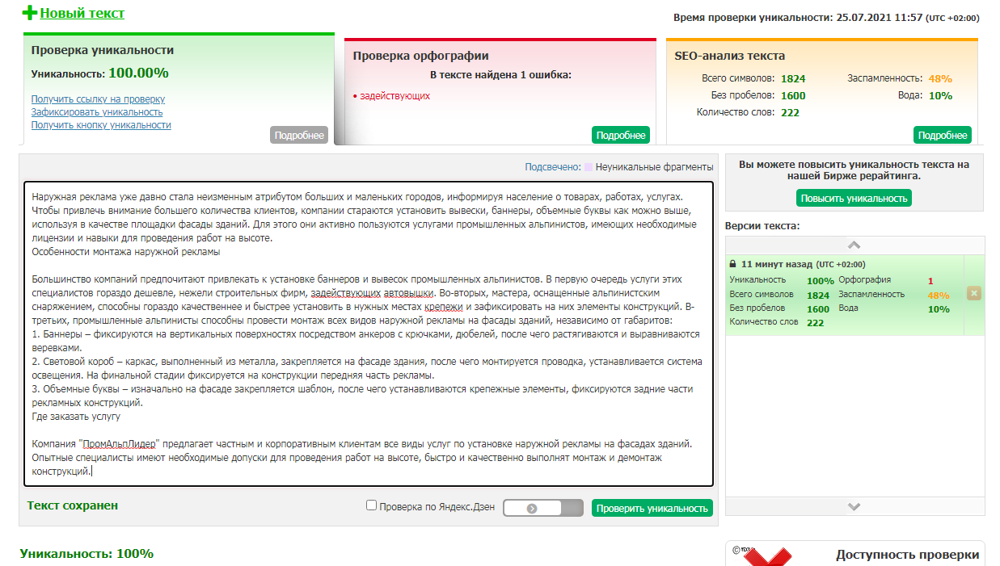 Новый текст
Время проверки уникальности: 25.07.2021 11:57 (UTC +02:00)
Проверка уникальности
Уникальность: 100.00%
Получить ссылку на проверку
Зафиксировать уникальность
Получить кнопку уникальности
Подробнее
Проверка орфографии
В тексте найдена 1 ошибка:
• задействующих
Подробнее
SEO-анализ текста
Всего символов: 1824 Заспамленность: 48%
Без пробелов: 1600 Вода: 10%
Количество слов: 222
Подробнее
Подсвечено: Неуникальные фрагменты
Наружная реклама уже давно стала неизменным атрибутом больших и маленьких городов, информируя население о товарах, работах, услугах.
Чтобы привлечь внимание большего количества клиентов, компании стараются установить вывески, баннеры, объемные буквы как можно выше,
используя в качестве площадки фасады зданий. Для этого они активно пользуются услугами промышленных альпинистов, имеющих необходимые
лицензии и навыки для проведения работ на высоте.
Особенности монтажа наружной рекламы
Большинство компаний предпочитают привлекать к установке баннеров и вывесок промышленных альпинистов. В первую очередь услуги этих
специалистов гораздо дешевле, нежели строительных фирм, задействующих автовышки. Во-вторых, мастера, оснащенные альпинистским
снаряжением, способны гораздо качественнее и быстрее установить в нужных местах крепежи и зафиксировать на них элементы конструкций. В-
третьих, промышленные альпинисты способны провести монтаж всех видов наружной рекламы на фасады зданий, независимо от габаритов:
1. Баннеры – фиксируются на вертикальных поверхностях посредством анкеров с крючками, дюбелей, после чего растягиваются и выравниваются
веревками.
2. Световой короб – каркас, выполненный из металла, закрепляется на фасаде здания, после чего монтируется проводка, устанавливается система
освещения. На финальной стадии фиксируется на конструкции передняя часть рекламы.
3. Объемные буквы – изначально на фасаде закрепляется шаблон, после чего устанавливаются крепежные элементы, фиксируются задние части
рекламных конструкций.
Где заказать услугу
Компания "ПромАльпЛидер" предлагает частным и корпоративным клиентам все виды услуг по установке наружной рекламы на фасадах зданий.
Опытные специалисты имеют необходимые допуски для проведения работ на высоте, быстро и качественно выполнят монтаж и демонтаж
конструкций.
Текст сохранен
Проверка по Яндекс.Дзен
Проверить уникальность
Вы можете повысить уникальность текста на
нашей Бирже рерайтинга.
Повысить уникальность
Версии текста:
11 минут назад (UTC +02:00)
Уникальность 100% Орфография 1
Всего символов 1824 Заспамленность 48%
Без пробелов 1600 Вода 10%
Количество слов 222
Уникальность: 100%
© TEXT
Доступность проверки